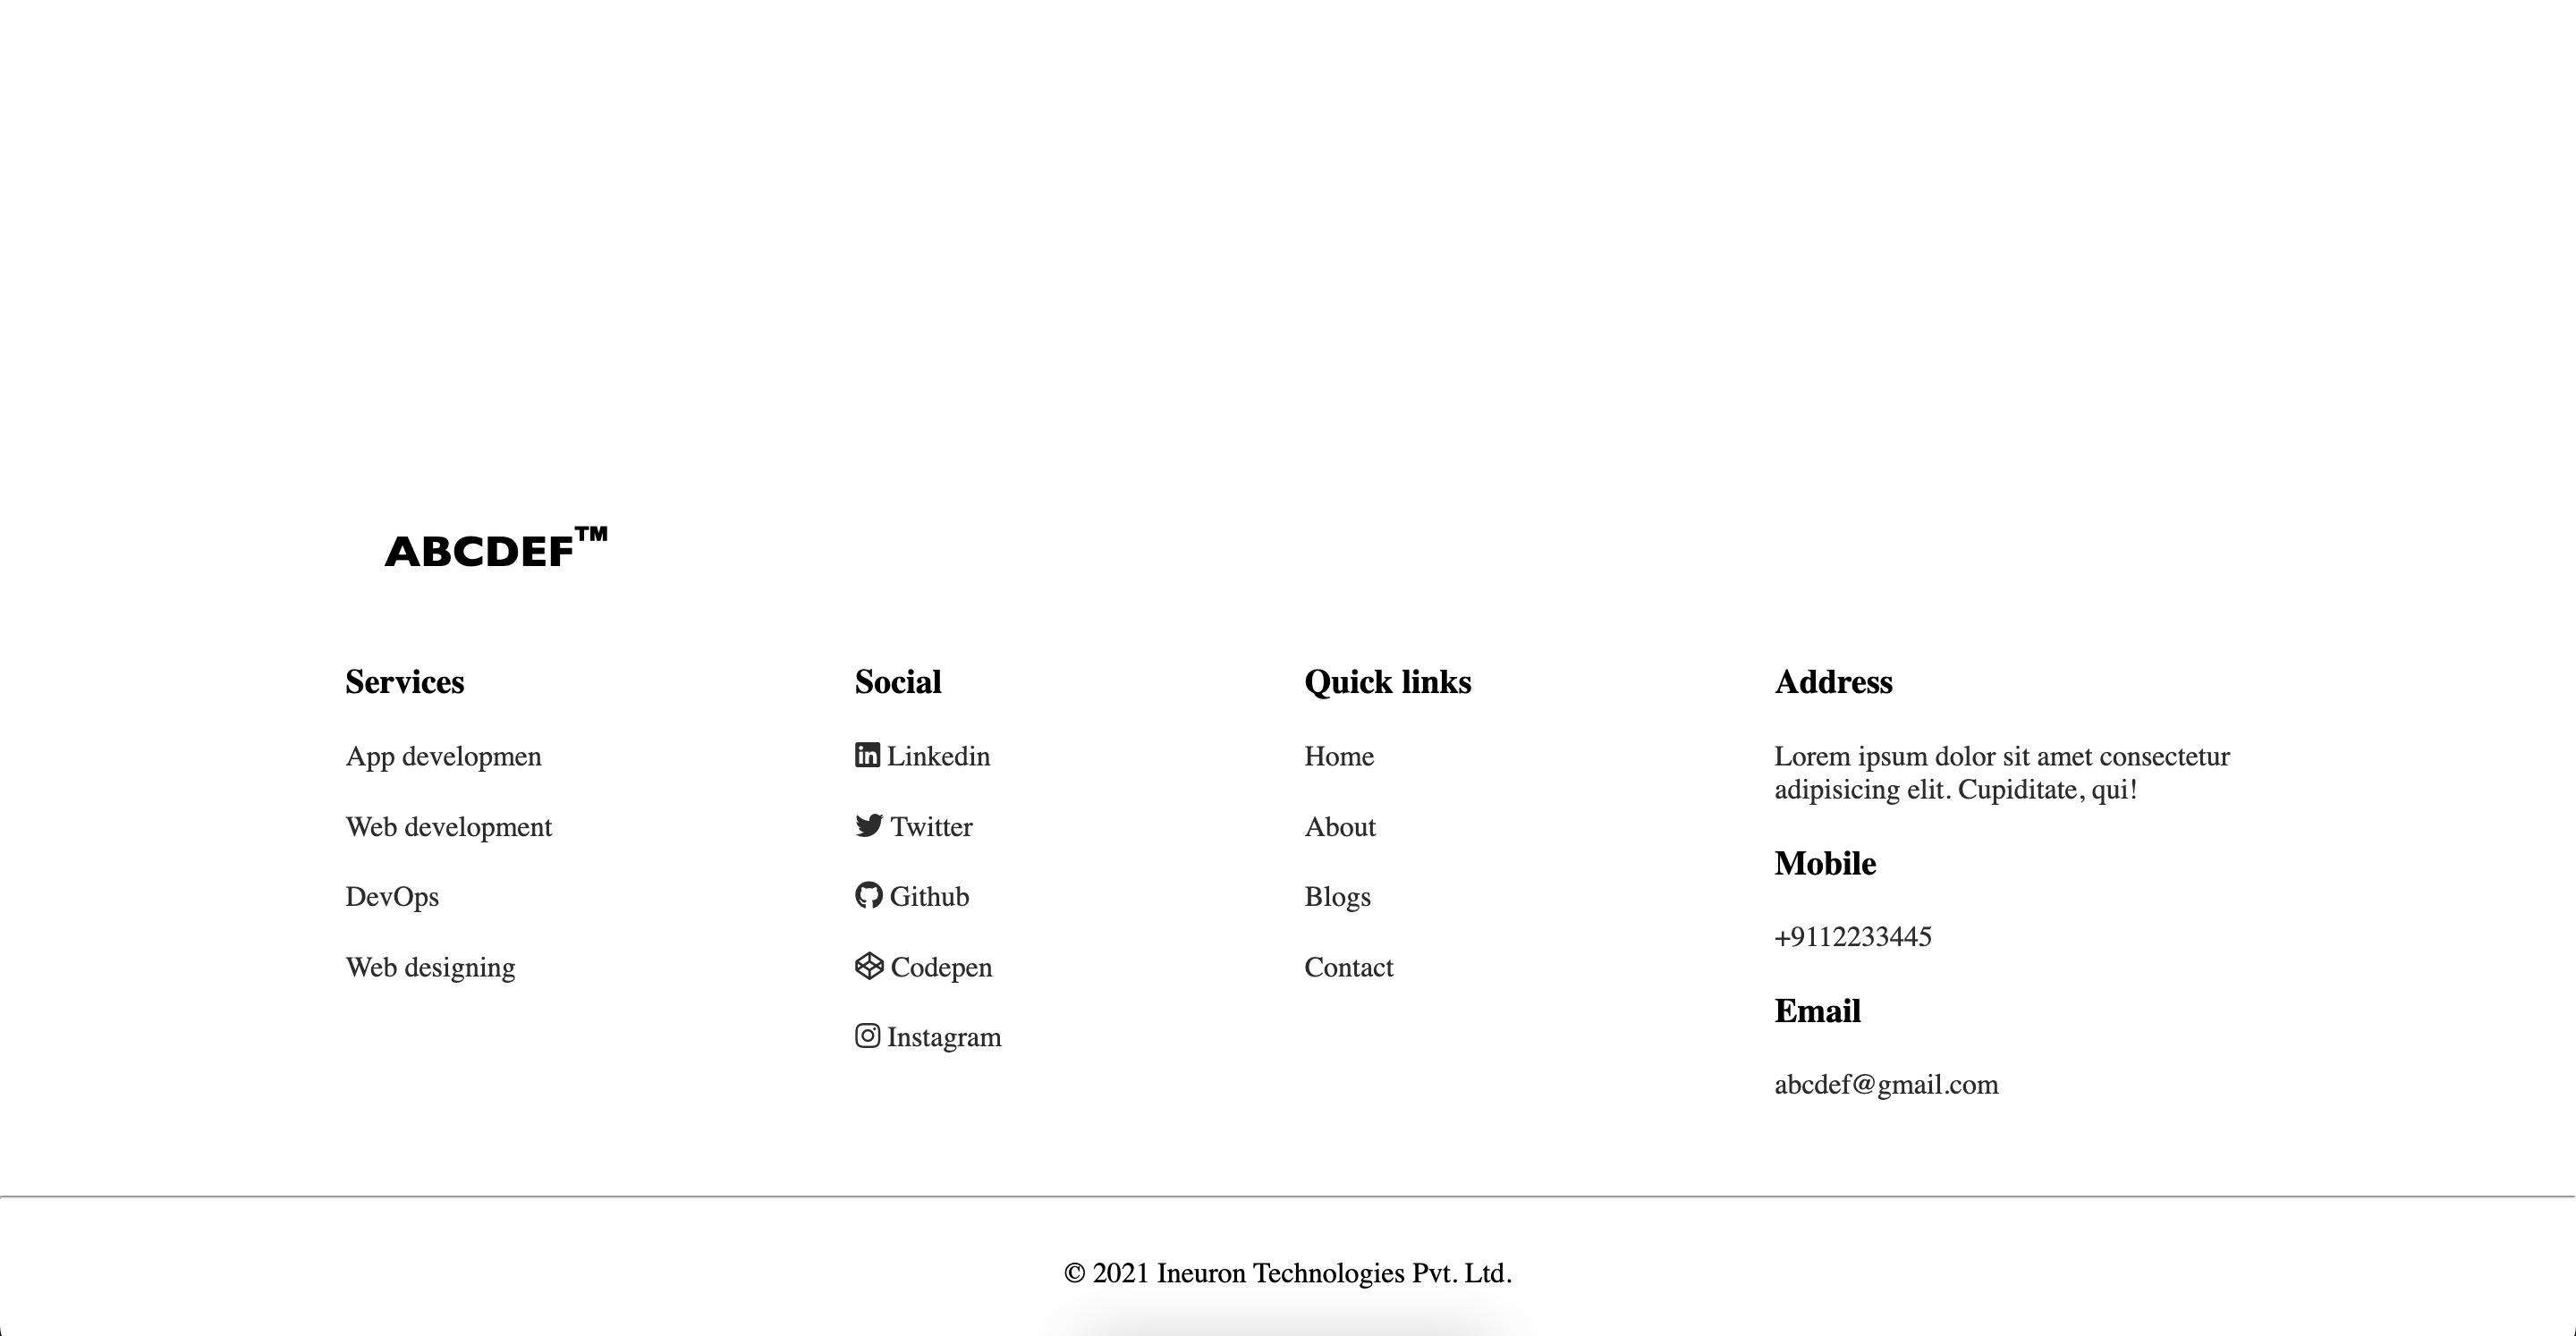 ABCDEF™
Services
App developmen
Web development
DevOps
Web designing
Social
Linkedin
Twitter
Github
Codepen
Instagram
Quick links
Home
About
Blogs
Contact
Address
Lorem ipsum dolor sit amet consectetur
adipisicing elit. Cupiditate, qui!
Mobile
+9112233445
Email
abcdef@gmail.com
© 2021 Ineuron Technologies Pvt. Ltd.